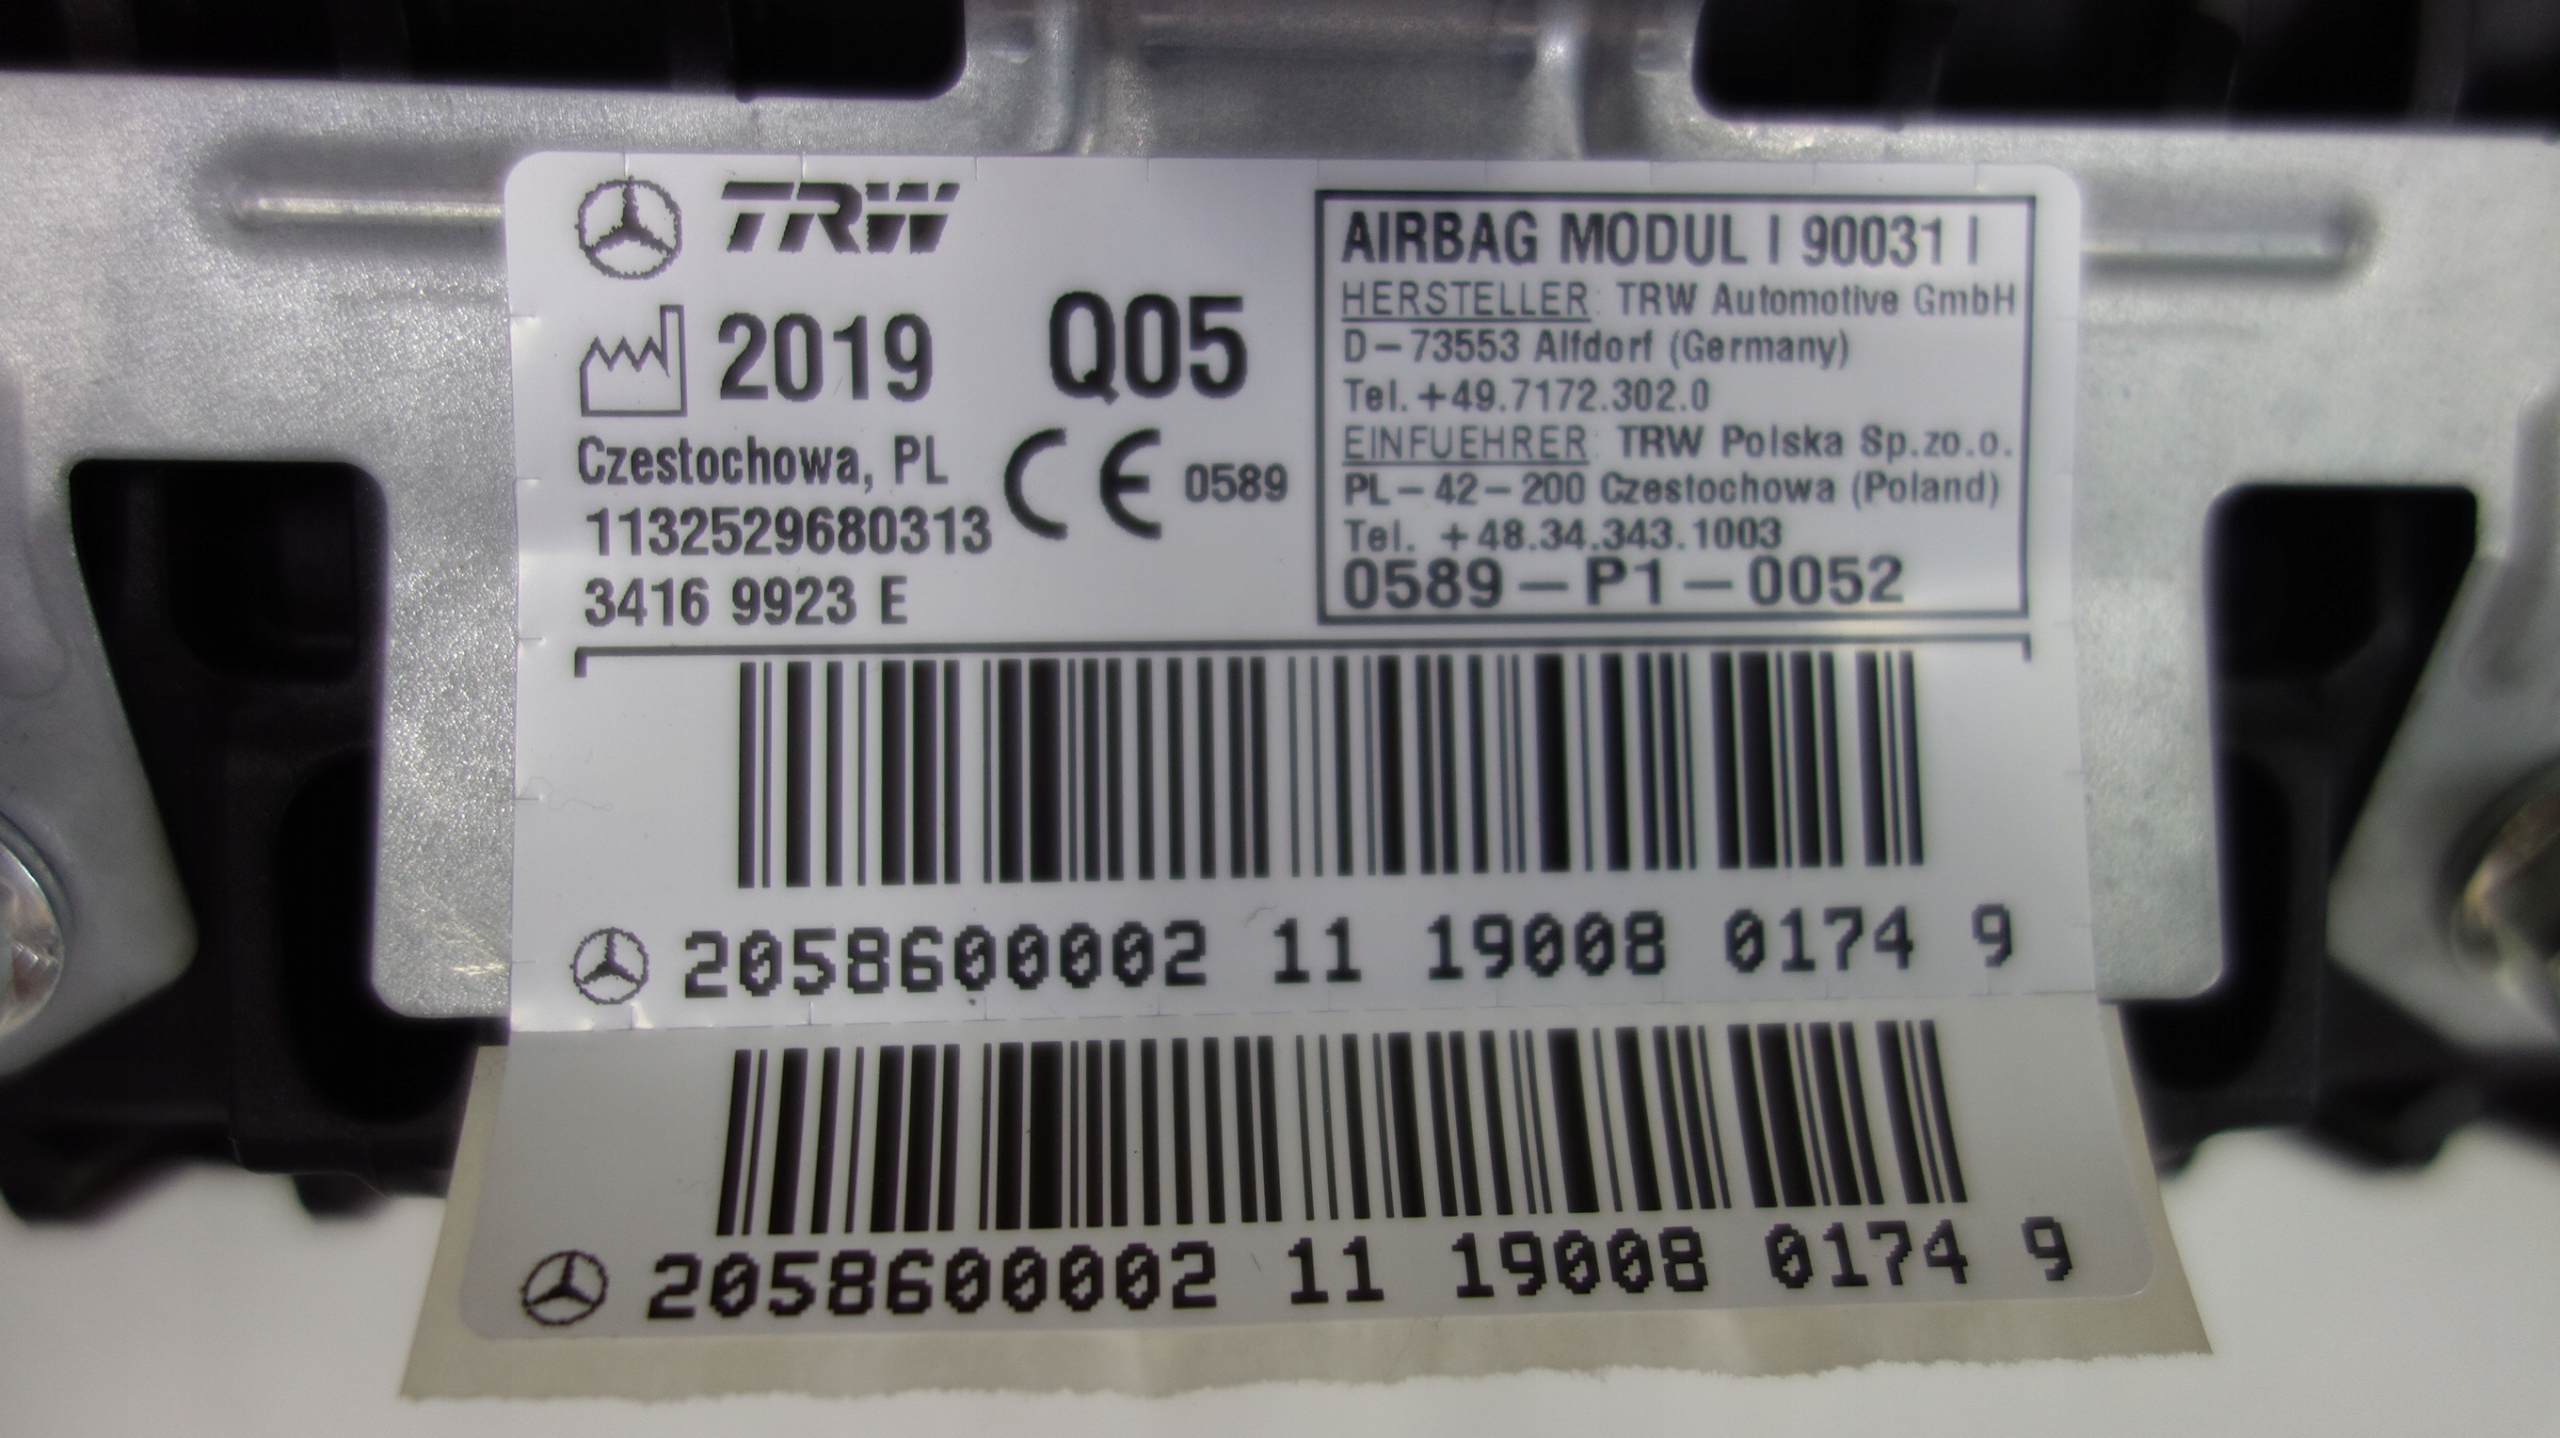 TRW
2019 Q05
Czestochowa, PL
CE 0589
1132529680313
3416 9923 E
AIRBAG MODUL I 90031 I
HERSTELLER: TRW Automotive GmbH
D-73553 Alfdorf (Germany)
Tel. +49.7172.302.0
EINFUEHRER: TRW Polska Sp.zo.o.
PL-42-200 Czestochowa (Poland)
Tel. +48.34.343.1003
0589-P1-0052
2058600002 11 19008 0174 9
2058600002 11 19008 0174 9